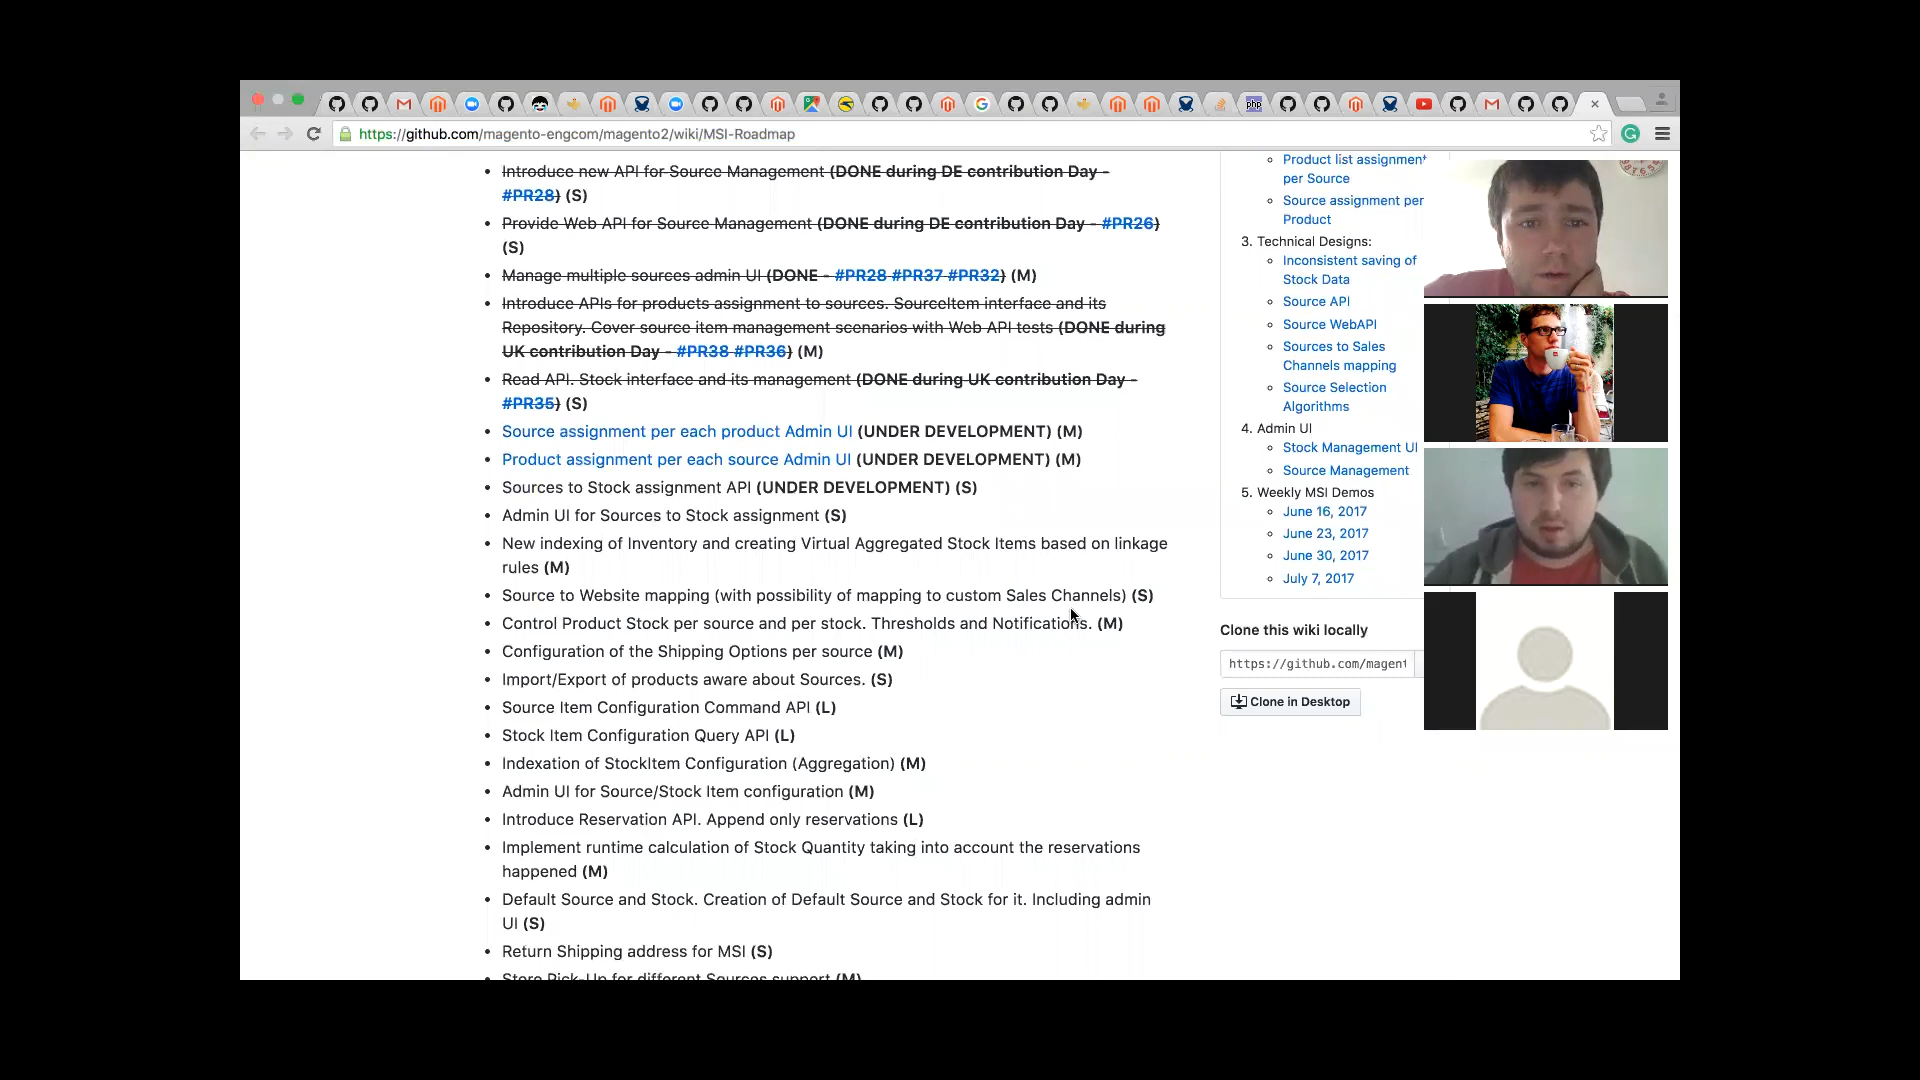 https://github.com/magento-engcom/magento2/wiki/MSI-Roadmap
Introduce new API for Source Management (DONE during DE contribution Day -
#PR28) (S)
Provide Web API for Source Management (DONE during DE contribution Day - #PR26)
(S)
Manage multiple sources admin UI (DONE - #PR28 #PR37 #PR32) (M)
Introduce APIs for products assignment to sources. SourceItem interface and its
Repository. Cover source item management scenarios with Web API tests (DONE during
UK contribution Day - #PR38 #PR36) (M)
Read API. Stock interface and its management (DONE during UK contribution Day -
#PR35) (S)
Source assignment per each product Admin UI (UNDER DEVELOPMENT) (M)
Product assignment per each source Admin UI (UNDER DEVELOPMENT) (M)
Sources to Stock assignment API (UNDER DEVELOPMENT) (S)
Admin UI for Sources to Stock assignment (S)
New indexing of Inventory and creating Virtual Aggregated Stock Items based on linkage
rules (M)
Source to Website mapping (with possibility of mapping to custom Sales Channels) (S)
Control Product Stock per source and per stock. Thresholds and Notifications. (M)
Configuration of the Shipping Options per source (M)
Import/Export of products aware about Sources. (S)
Source Item Configuration Command API (L)
Stock Item Configuration Query API (L)
Indexation of StockItem Configuration (Aggregation) (M)
Admin UI for Source/Stock Item configuration (M)
Introduce Reservation API. Append only reservations (L)
Implement runtime calculation of Stock Quantity taking into account the reservations
happened (M)
Default Source and Stock. Creation of Default Source and Stock for it. Including admin
UI (S)
Return Shipping address for MSI (S)
Store Pick-Up for different Sources support (M)
Product list assignment
per Source
Source assignment per
Product
3. Technical Designs:
Inconsistent saving of
Stock Data
Source API
Source WebAPI
Sources to Sales
Channels mapping
Source Selection
Algorithms
4. Admin UI
Stock Management UI
Source Management
5. Weekly MSI Demos
June 16, 2017
June 23, 2017
June 30, 2017
July 7, 2017
Clone this wiki locally
https://github.com/magent
Clone in Desktop